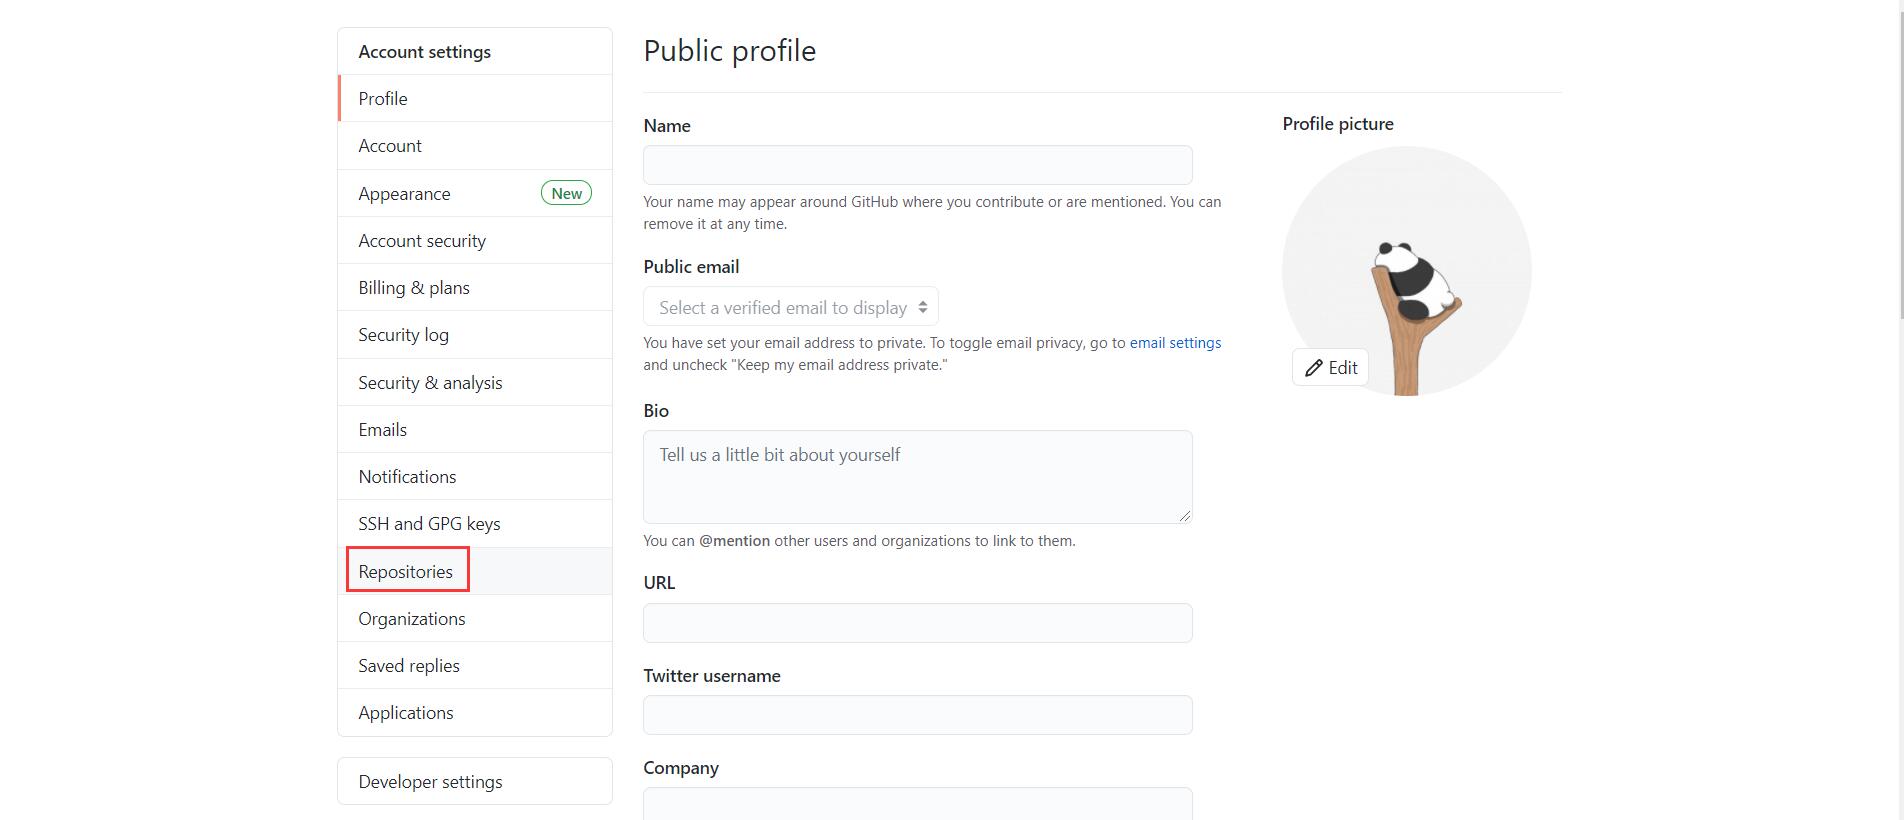 Account settings
Profile
Account
Appearance New
Account security
Billing & plans
Security log
Security & analysis
Emails
Notifications
SSH and GPG keys
Repositories
Organizations
Saved replies
Applications
Developer settings
Public profile
Name
Your name may appear around GitHub where you contribute or are mentioned. You can
remove it at any time.
Public email
Select a verified email to display
You have set your email address to private. To toggle email privacy, go to email settings
and uncheck "Keep my email address private."
Bio
Tell us a little bit about yourself
You can @mention other users and organizations to link to them.
URL
Twitter username
Company
Profile picture
Edit